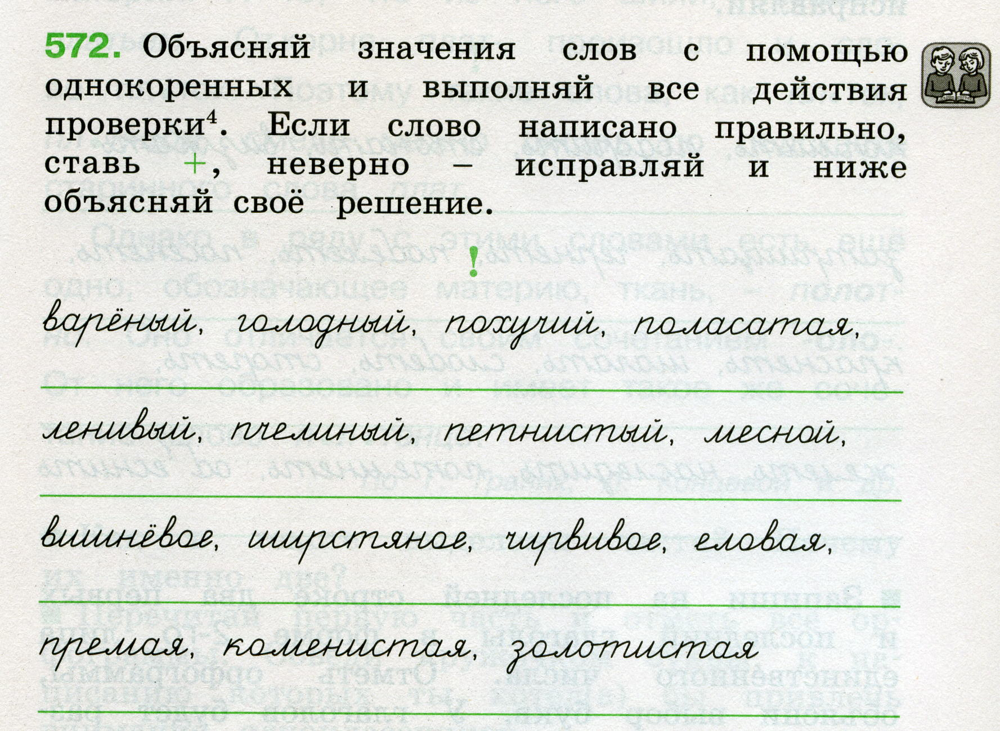 572. Объясняй значения слов с помощью
однокоренных и выполняй все действия
проверки⁴. Если слово написано правильно,
ставь +, неверно – исправляй и ниже
объясняй своё решение.
!
варёный, голодный, похучий, поласатая,
ленивый, пчелиный, петнистый, месной,
вишнёвое, ширстяное, чирвивое, еловая,
премая, коменистая, золотистая